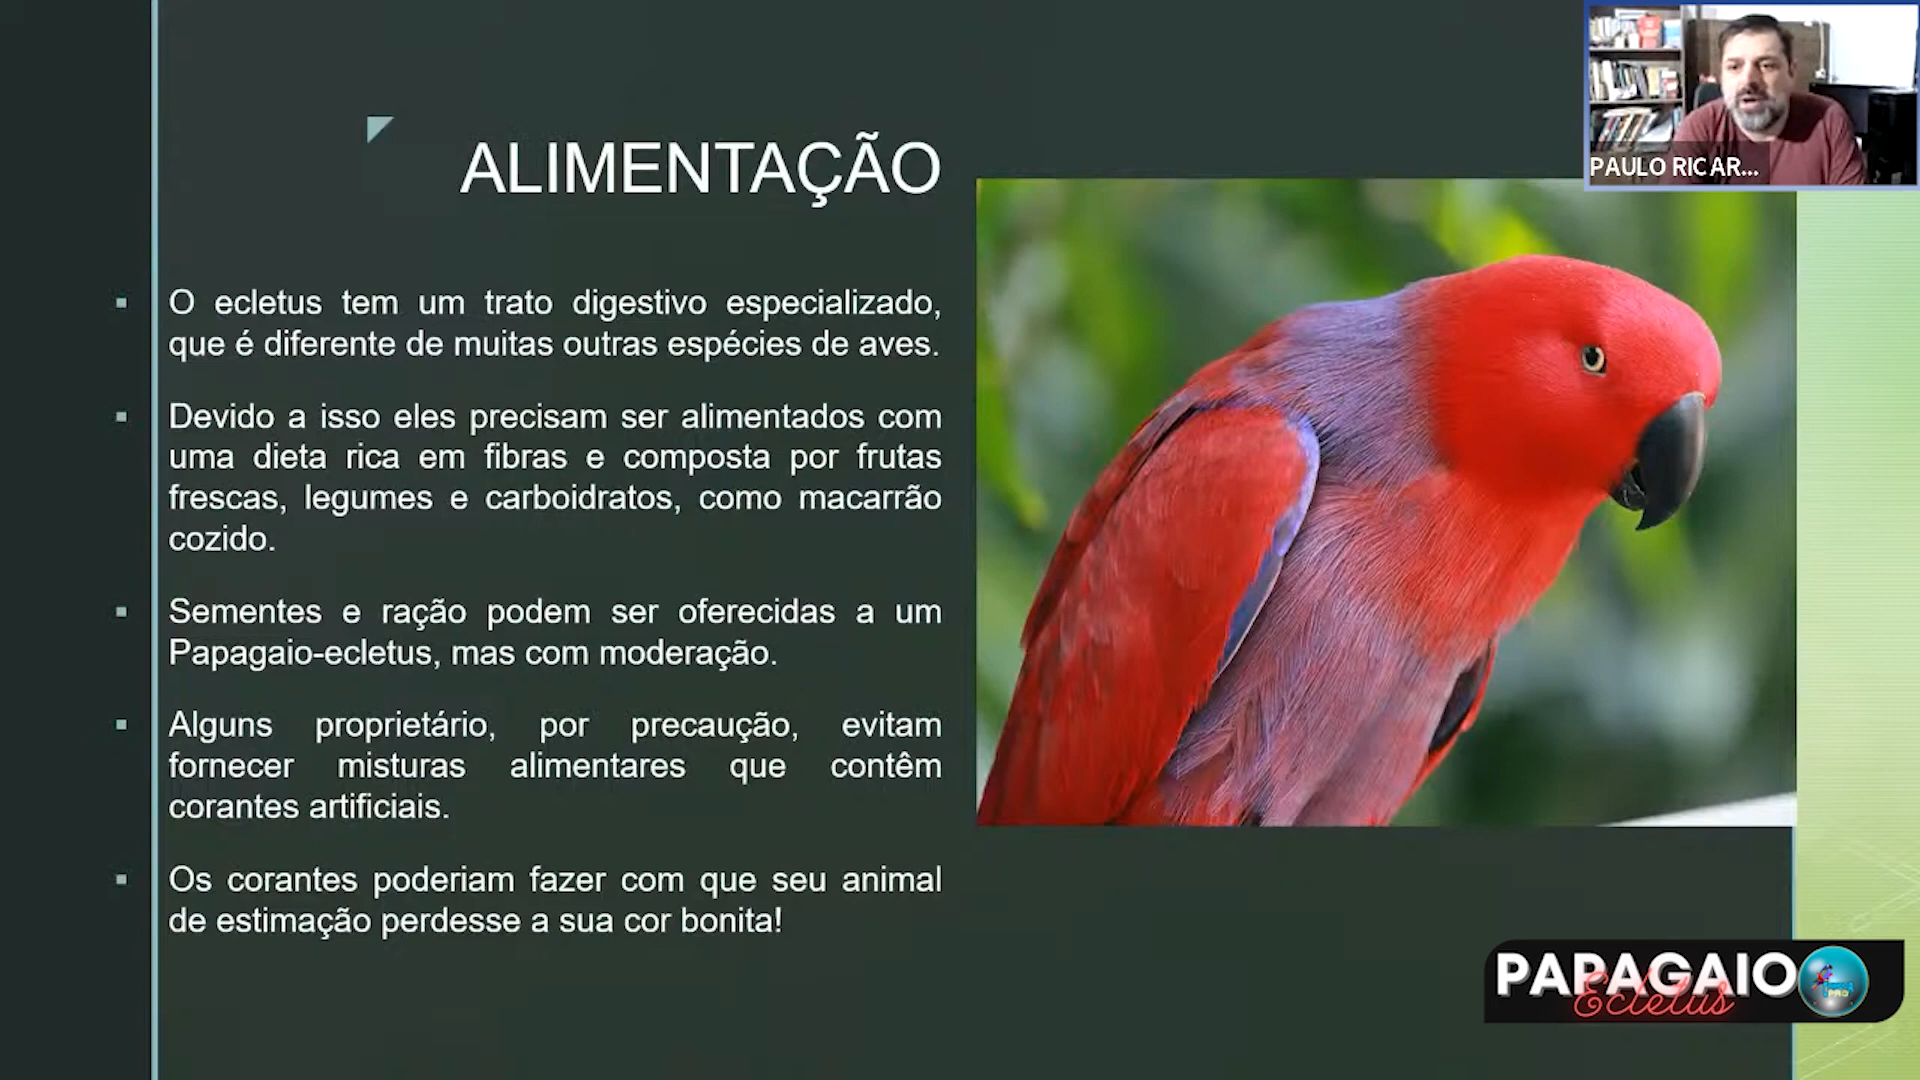 PAULO RICAR...
ALIMENTAÇÃO
O ecletus tem um trato digestivo especializado,
que é diferente de muitas outras espécies de aves.
Devido a isso eles precisam ser alimentados com
uma dieta rica em fibras e composta por frutas
frescas, legumes e carboidratos, como macarrão
cozido.
Sementes e ração podem ser oferecidas a um
Papagaio-ecletus, mas com moderação.
Alguns proprietário, por precaução, evitam
fornecer misturas alimentares que contêm
corantes artificiais.
Os corantes poderiam fazer com que seu animal
de estimação perdesse a sua cor bonita!
PAPAGAIO
Ecletus